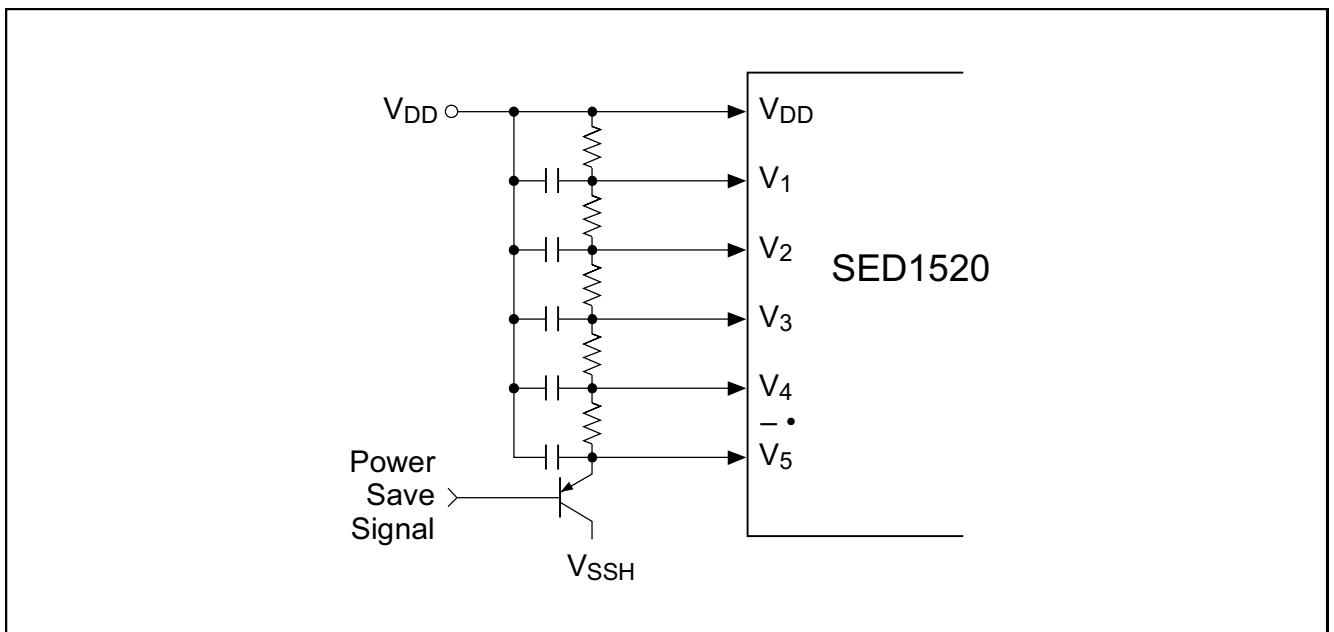 VDD
VDD
V1
V2
SED1520
V3
V4
– •
V5
Power
Save
Signal
VSSH